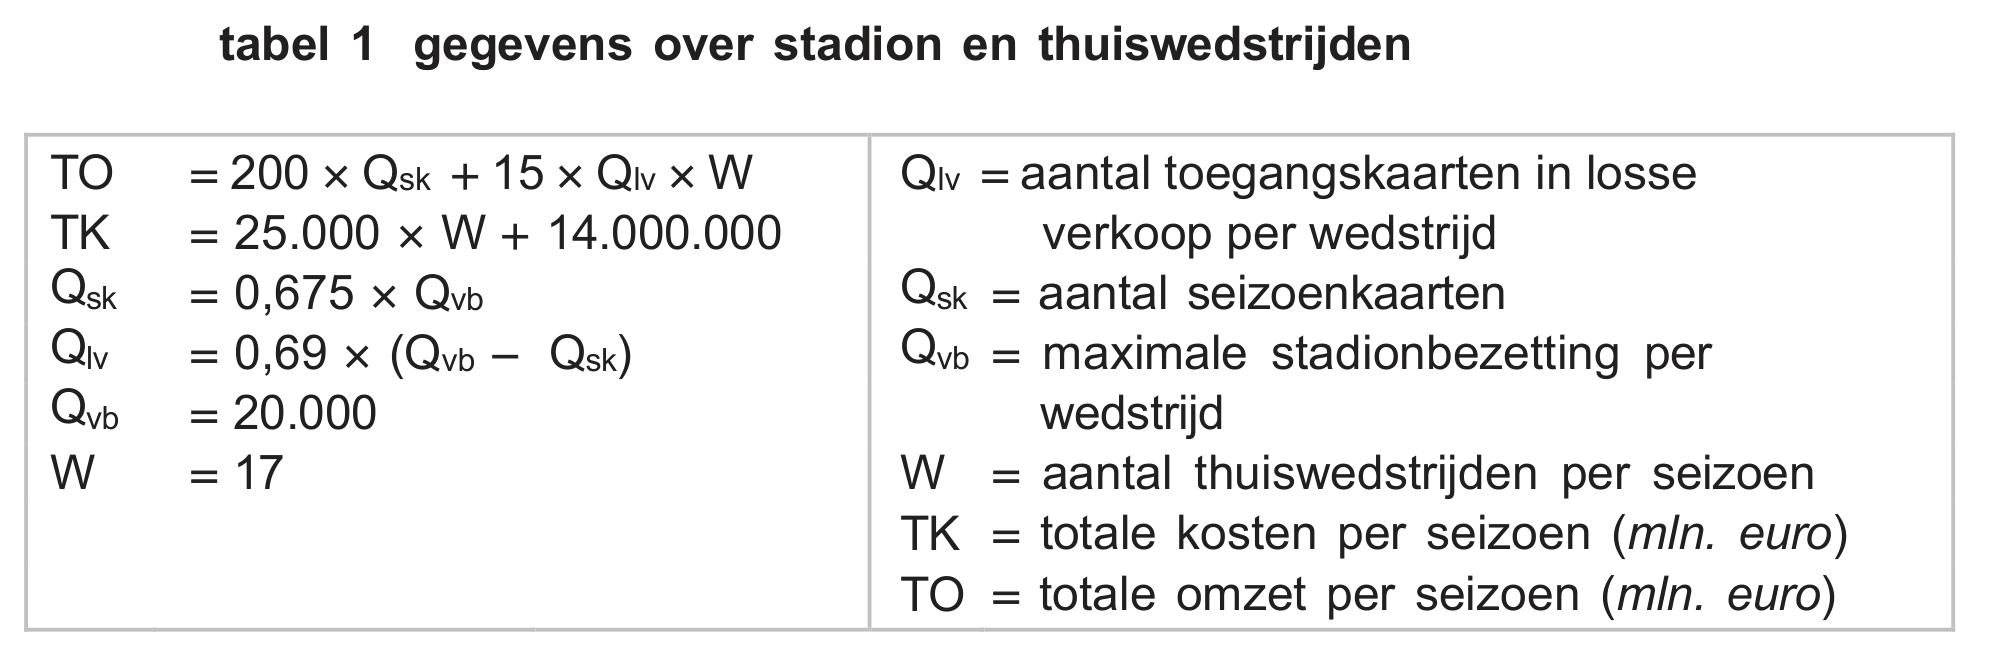 tabel 1 gegevens over stadion en thuiswedstrijden
TO = 200 × Qsk + 15 × Qlv × W
TK = 25.000 × W + 14.000.000
Qsk = 0,675 × Qvb
Qlv = 0,69 × (Qvb − Qsk)
Qvb = 20.000
W = 17
Qlv = aantal toegangskaarten in losse
verkoop per wedstrijd
Qsk = aantal seizoenkaarten
Qvb = maximale stadionbezetting per
wedstrijd
W = aantal thuiswedstrijden per seizoen
TK = totale kosten per seizoen (mln. euro)
TO = totale omzet per seizoen (mln. euro)